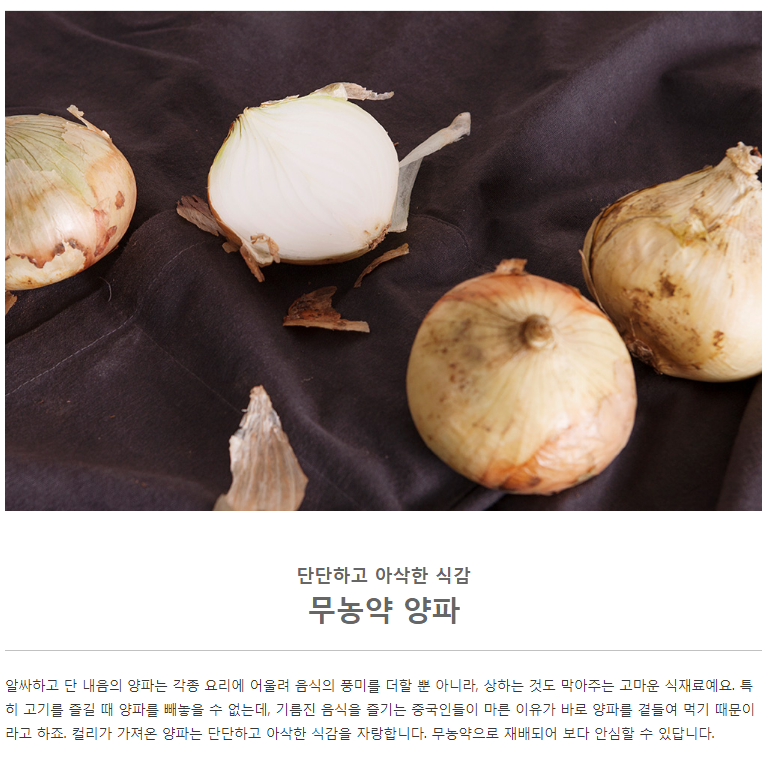 단단하고 아삭한 식감
무농약 양파
알싸하고 단 내음의 양파는 각종 요리에 어울려 음식의 풍미를 더할 뿐 아니라, 상하는 것도 막아주는 고마운 식재료예요. 특
히 고기를 즐길 때 양파를 빼놓을 수 없는데, 기름진 음식을 즐기는 중국인들이 마른 이유가 바로 양파를 곁들여 먹기 때문이
라고 하죠. 컬리가 가져온 양파는 단단하고 아삭한 식감을 자랑합니다. 무농약으로 재배되어 보다 안심할 수 있답니다.